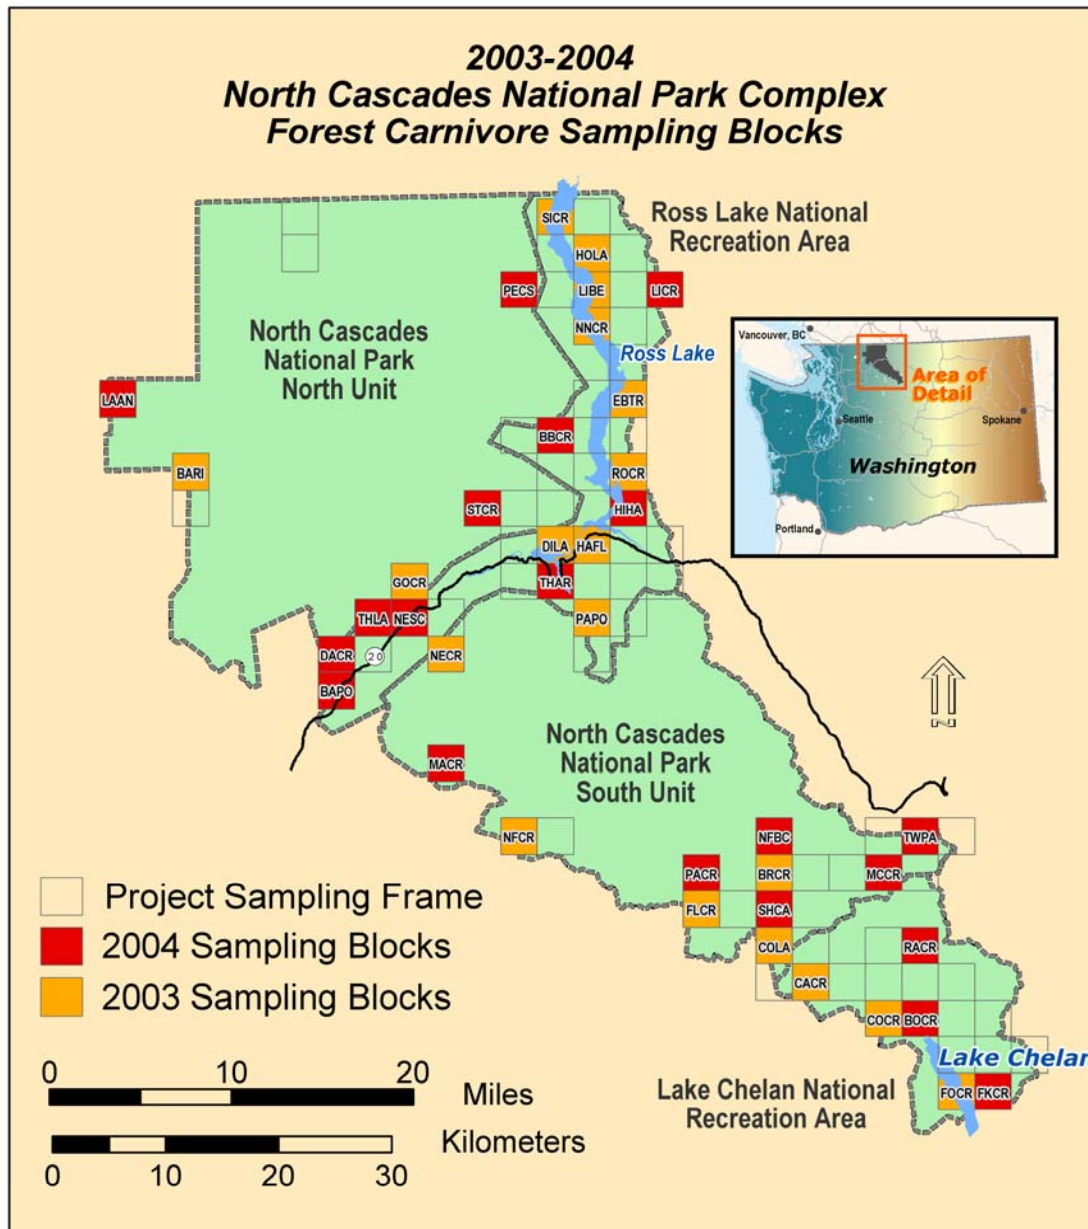 2003-2004
North Cascades National Park Complex
Forest Carnivore Sampling Blocks
SICR
Ross Lake National
Recreation Area
HOLA
PECS
LIBE
LICR
NNCR
North Cascades
National Park
North Unit
Ross Lake
Vancouver, BC
Area of
Detail
Seattle
Spokane
Washington
Portland
LAAN
EBTR
BBCR
BARI
ROCR
STCR
HIHA
DILA
HAFL
GOCR
THAR
THLA
NESC
PAPO
DACR
20
NECR
BAPO
N
North Cascades
National Park
South Unit
MACR
NFCR
NFBC
TWPA
PACR
BRCR
MCCR
FLCR
SHCA
COLA
RACR
CACR
COCR
BOCR
Lake Chelan
FOCR
FKCR
Lake Chelan National
Recreation Area
Project Sampling Frame
2004 Sampling Blocks
2003 Sampling Blocks
0 10 20
Miles
Kilometers
0 10 20 30